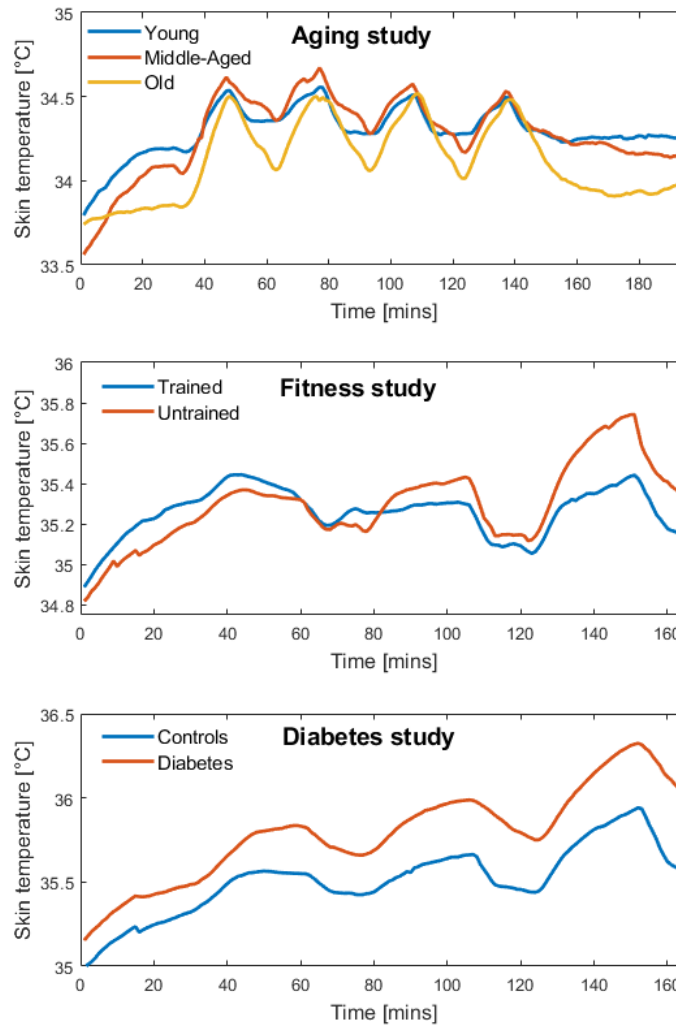 Aging study
Young
Middle-Aged
Old
Skin temperature [°C]
35
34.5
34
33.5
0 20 40 60 80 100 120 140 160 180
Time [mins]
Fitness study
Trained
Untrained
Skin temperature [°C]
36
35.8
35.6
35.4
35.2
35
34.8
0 20 40 60 80 100 120 140 160
Time [mins]
Diabetes study
Controls
Diabetes
Skin temperature [°C]
36.5
36
35.5
35
0 20 40 60 80 100 120 140 160
Time [mins]